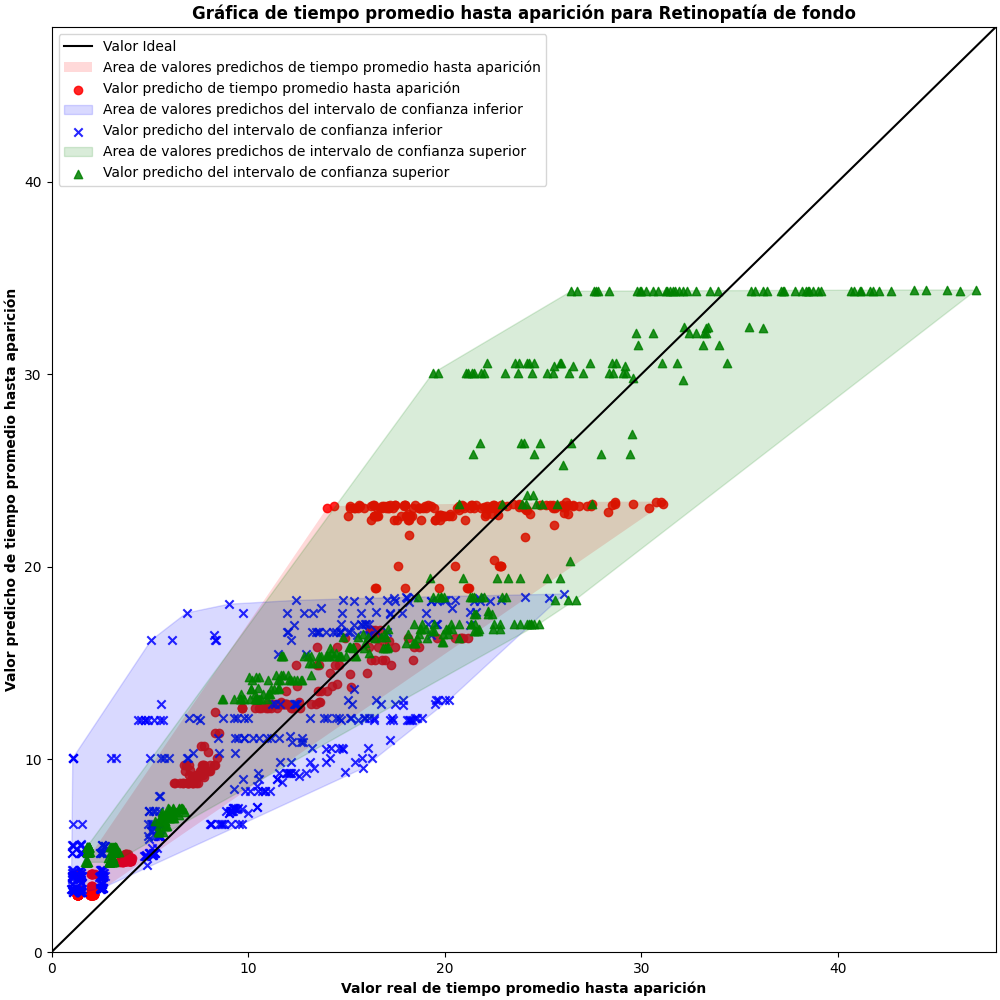 Gráfica de tiempo promedio hasta aparición para Retinopatía de fondo
Valor Ideal
Area de valores predichos de tiempo promedio hasta aparición
Valor predicho de tiempo promedio hasta aparición
Area de valores predichos del intervalo de confianza inferior
Valor predicho del intervalo de confianza inferior
Area de valores predichos de intervalo de confianza superior
Valor predicho del intervalo de confianza superior
Valor predicho de tiempo promedio hasta aparición
40
30
20
10
0
0 10 20 30 40
Valor real de tiempo promedio hasta aparición